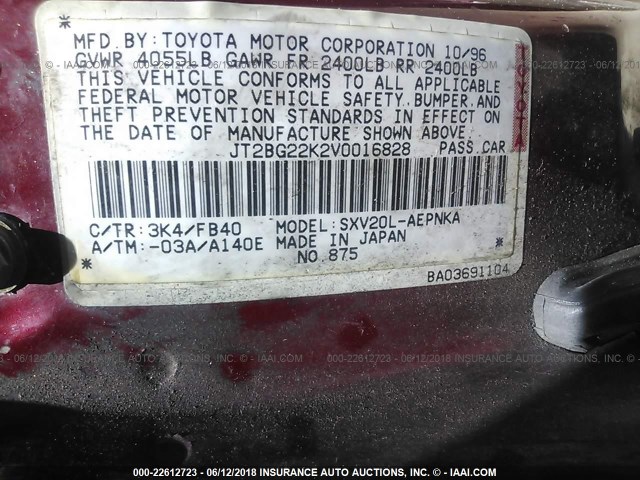 MFD. BY: TOYOTA MOTOR CORPORATION 10/96
GVWR 4055LB GAWR FR 2400LB RR 2400LB
THIS VEHICLE CONFORMS TO ALL APPLICABLE
FEDERAL MOTOR VEHICLE SAFETY, BUMPER, AND
THEFT PREVENTION STANDARDS IN EFFECT ON
THE DATE OF MANUFACTURE SHOWN ABOVE.
TOYOTA
JT2BG22K2V0016828 PASS.CAR
C/TR: 3K4/FB40 MODEL: SXV20L-AEPNKA
A/TM: -03A/A140E MADE IN JAPAN
* NO.875 *
BA03691104
000-22612723 - 06/12/2018 INSURANCE AUTO AUCTIONS - © - IAAI.COM